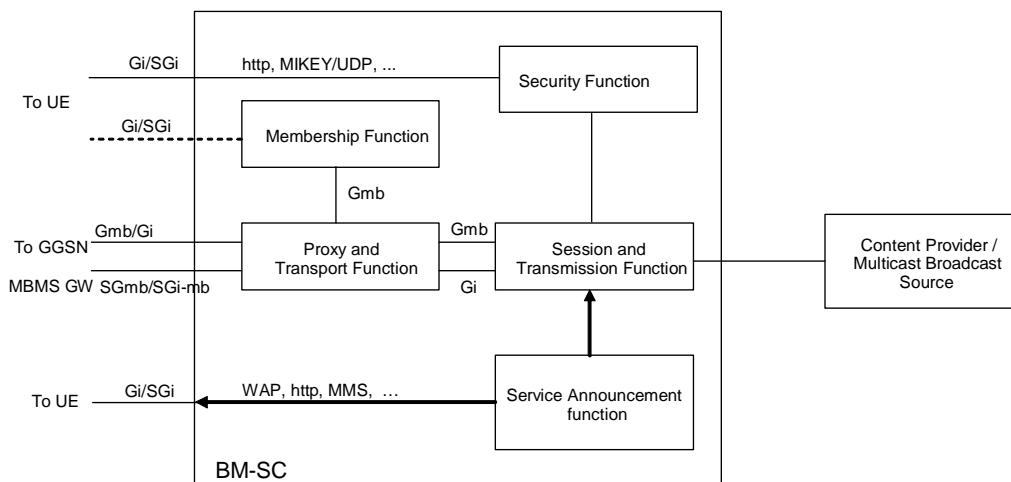 Gi/SGi
http, MIKEY/UDP, ...
Security Function
To UE
Gi/SGi
Membership Function
Gmb
Gmb/Gi
Gmb
To GGSN
Proxy and
Transport Function
Session and
Transmission Function
Content Provider /
Multicast Broadcast
Source
MBMS GW
SGmb/SGi-mb
Gi
Gi/SGi
WAP, http, MMS, ...
To UE
Service Announcement
function
BM-SC